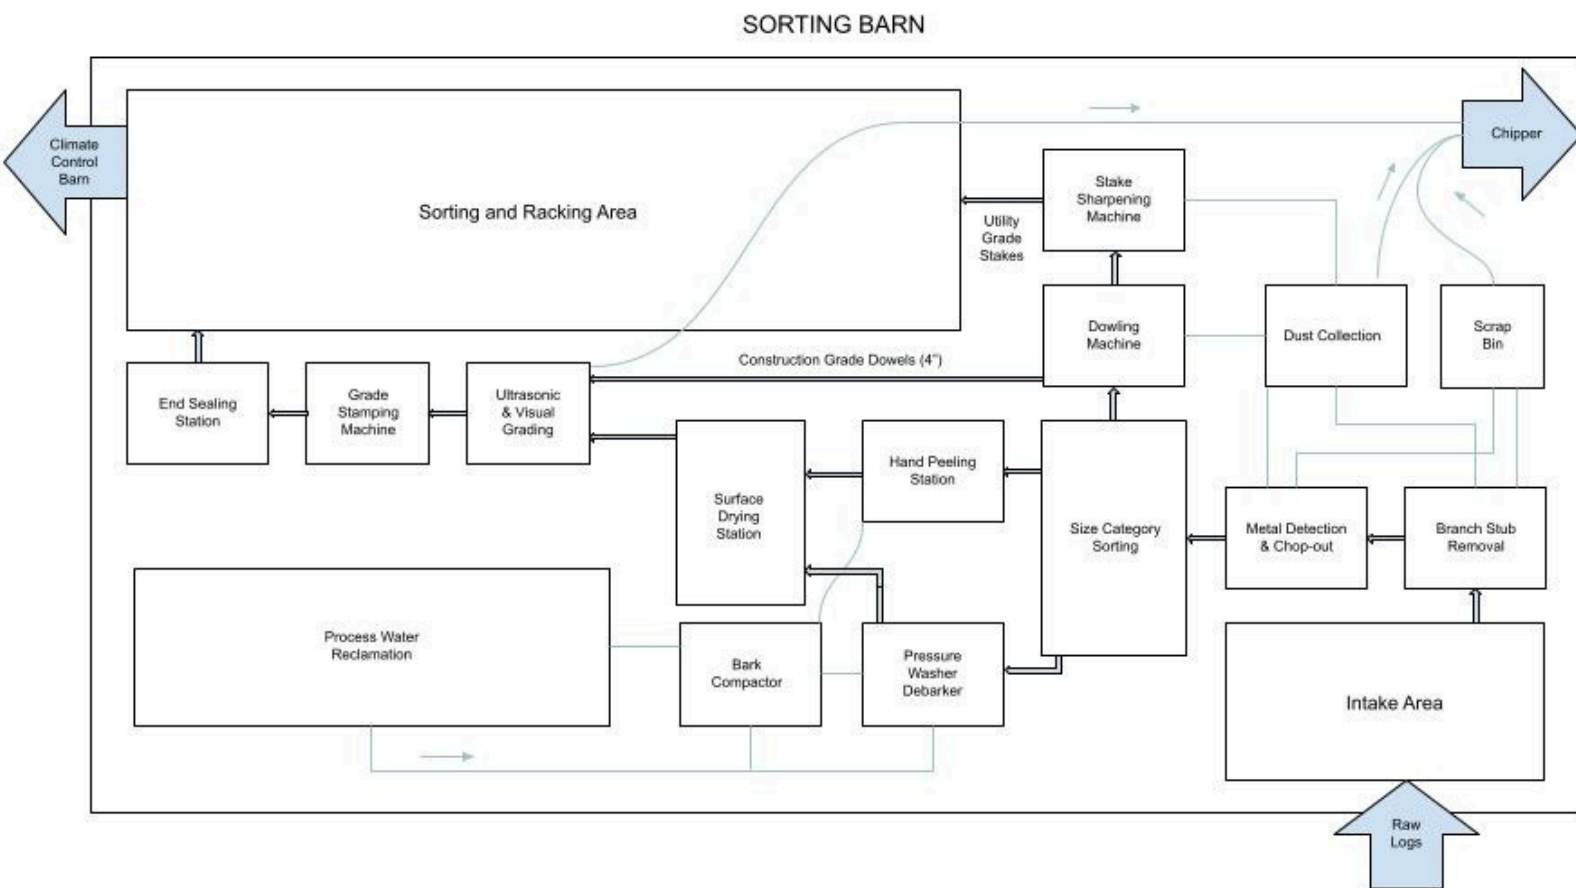 SORTING BARN
Climate
Control
Barn
Chipper
Sorting and Racking Area
Stake
Sharpening
Machine
Utility
Grade
Stakes
Dowling
Machine
Dust Collection
Scrap
Bin
Construction Grade Dowels (4")
End Sealing
Station
Grade
Stamping
Machine
Ultrasonic
& Visual
Grading
Hand Peeling
Station
Surface
Drying
Station
Size Category
Sorting
Metal Detection
& Chop-out
Branch Stub
Removal
Process Water
Reclamation
Bark
Compactor
Pressure
Washer
Debarker
Intake Area
Raw
Logs